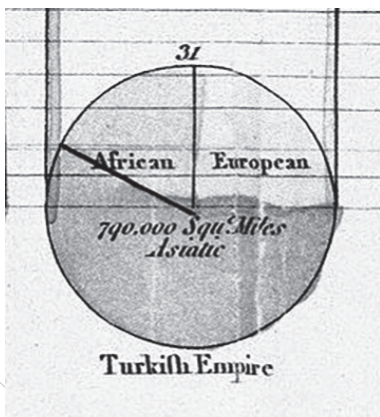 31
African European
790.000 Squ. Miles
Asiatic
Turkiſh Empire